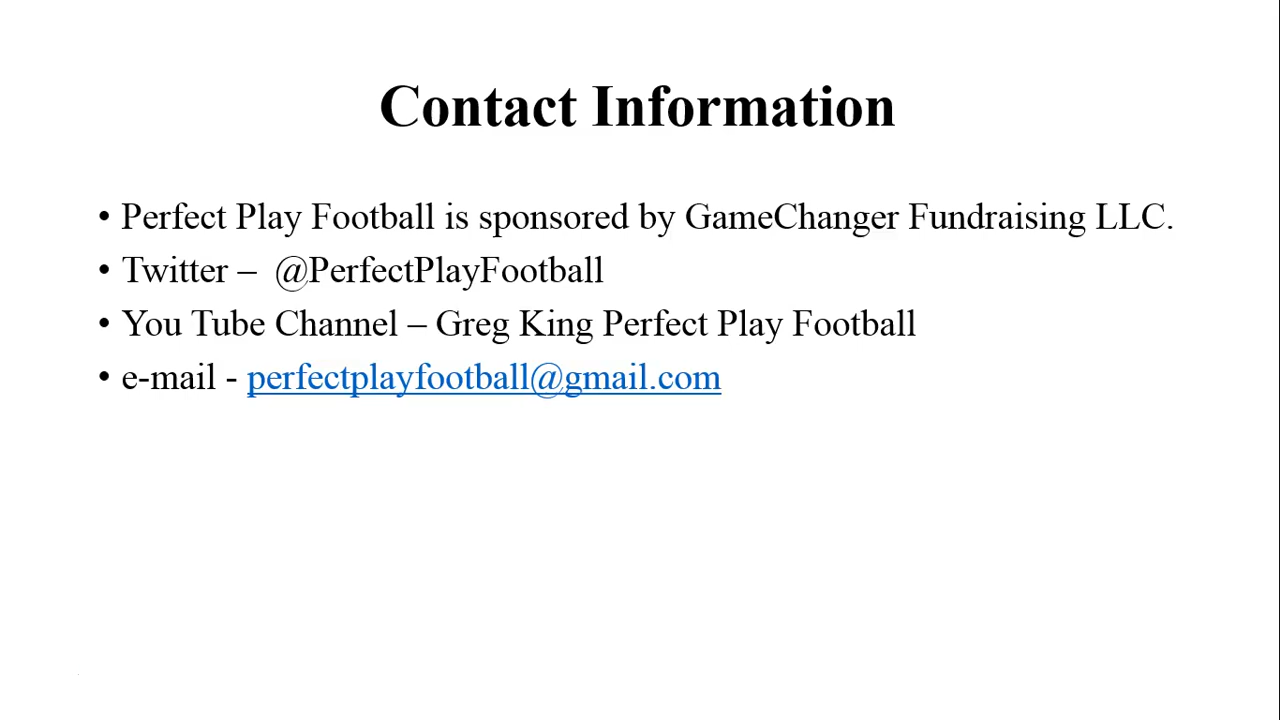 Contact Information
• Perfect Play Football is sponsored by GameChanger Fundraising LLC.
• Twitter –  @PerfectPlayFootball
• You Tube Channel – Greg King Perfect Play Football
• e-mail - perfectplayfootball@gmail.com